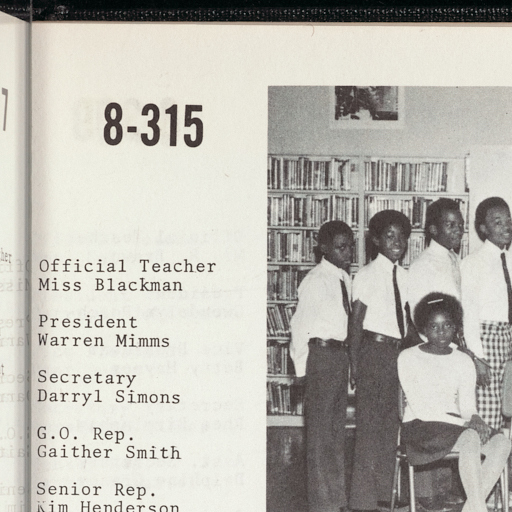 8-315
Official Teacher
Miss Blackman
President
Warren Mimms
Secretary
Darryl Simons
G.O. Rep.
Gaither Smith
Senior Rep.
Kim Henderson